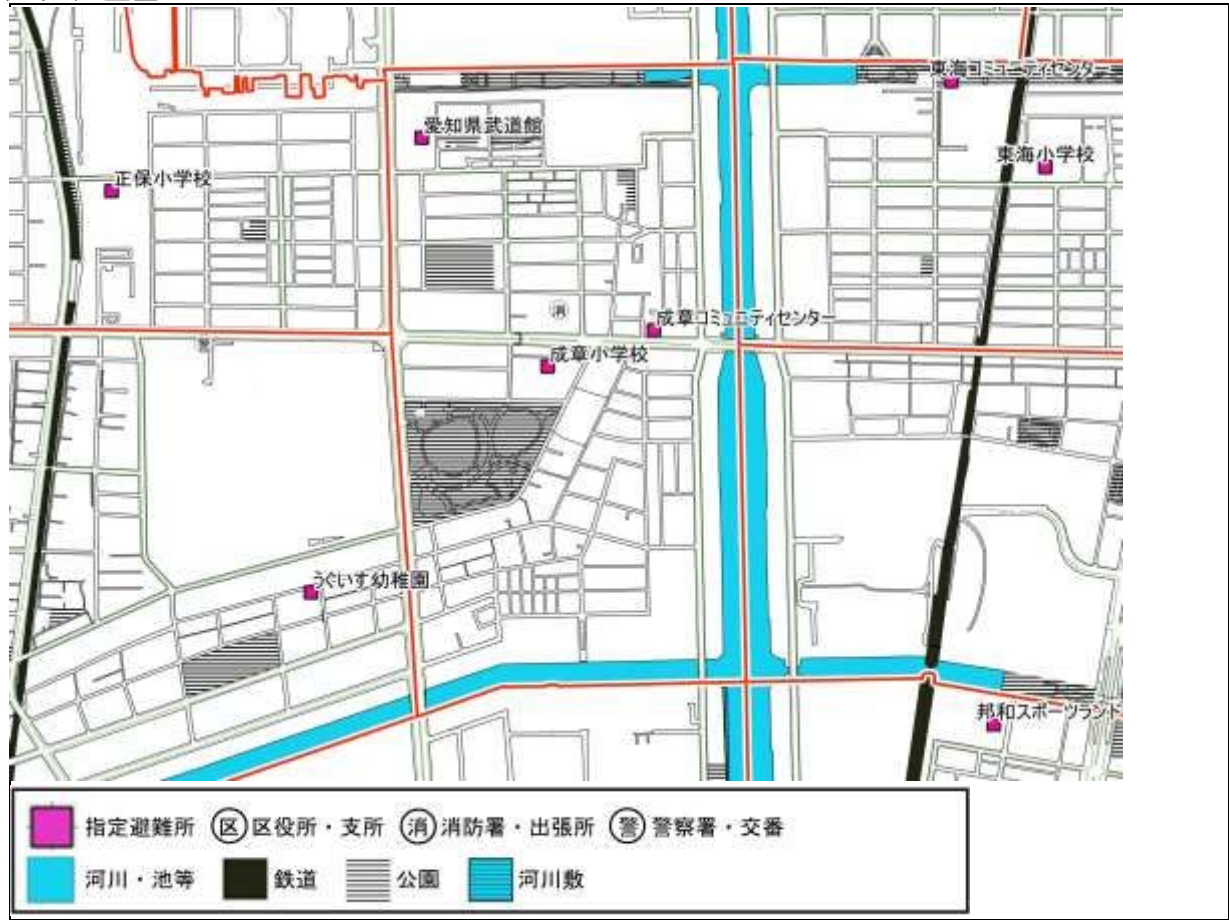 東海コミュニティセンター
愛知県武道館
東海小学校
正保小学校
消
成章コミュニティセンター
成章小学校
うぐいす幼稚園
邦和スポーツランド
指定避難所 区 区役所・支所 消 消防署・出張所 警 警察署・交番
河川・池等 鉄道 公園 河川敷